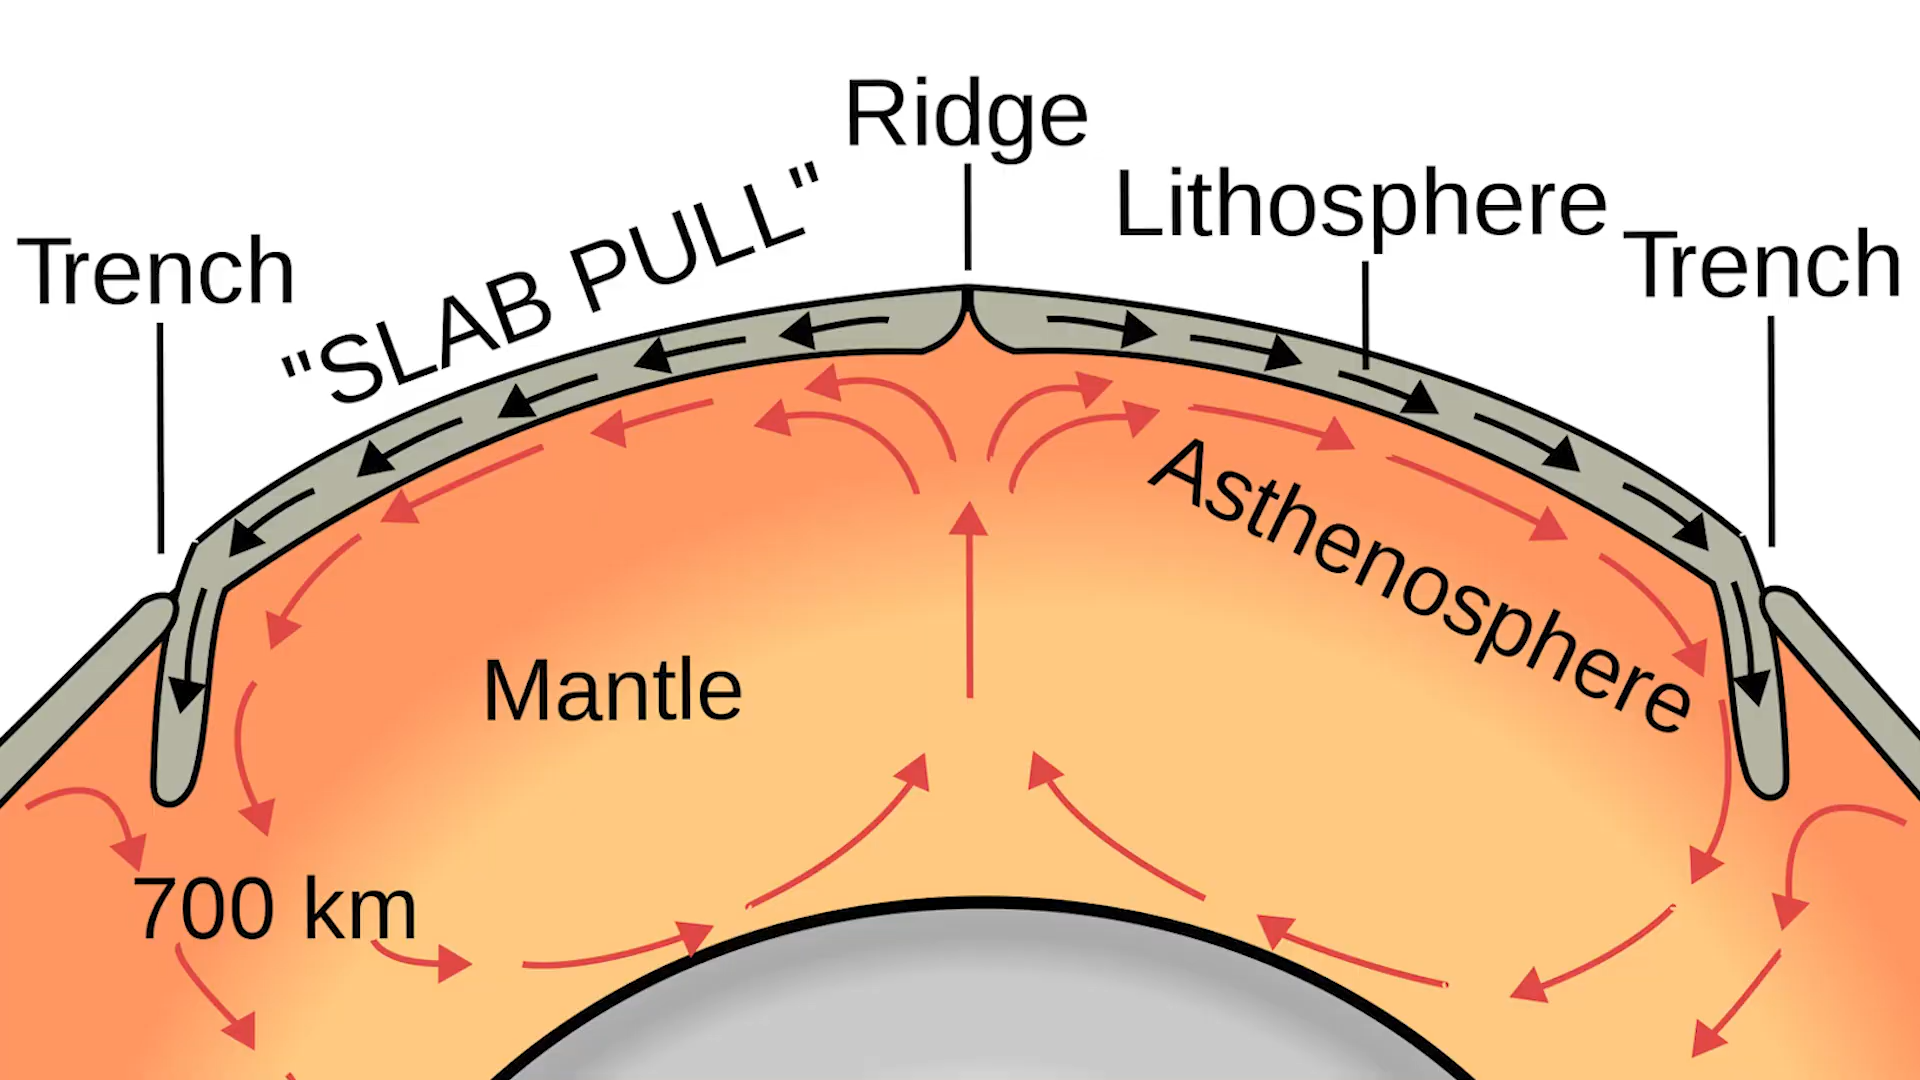 Ridge
Lithosphere
Trench
Trench
"SLAB PULL"
Asthenosphere
Mantle
700 km